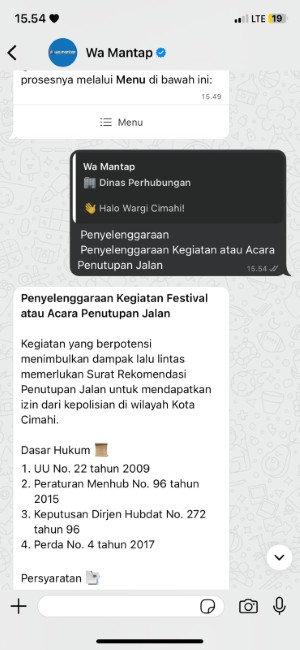 15.54
LTE 19
Wa Mantap
prosesnya melalui Menu di bawah ini:
15.49
Menu
Wa Mantap
Dinas Perhubungan
Halo Wargi Cimahi!
Penyelenggaraan
Penyelenggaraan Kegiatan atau Acara
Penutupan Jalan
15.54
Penyelenggaraan Kegiatan Festival
atau Acara Penutupan Jalan
Kegiatan yang berpotensi
menimbulkan dampak lalu lintas
memerlukan Surat Rekomendasi
Penutupan Jalan untuk mendapatkan
izin dari kepolisian di wilayah Kota
Cimahi.
Dasar Hukum
1. UU No. 22 tahun 2009
2. Peraturan Menhub No. 96 tahun
2015
3. Keputusan Dirjen Hubdat No. 272
tahun 96
4. Perda No. 4 tahun 2017
Persyaratan